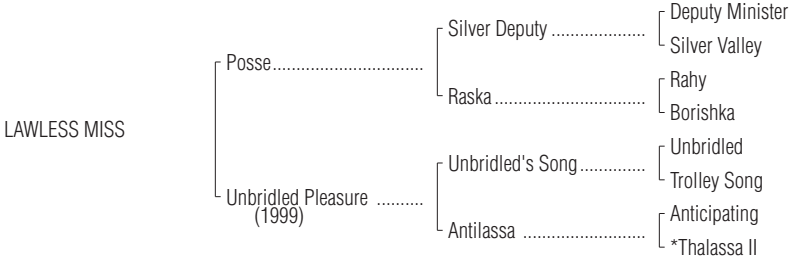 Deputy Minister
Silver Deputy ....................
Silver Valley
Posse................................
Rahy
Raska ................................
Borishka
LAWLESS MISS
Unbridled
Unbridled's Song..............
Trolley Song
Unbridled Pleasure ..........
(1999)
Anticipating
Antilassa ..........................
*Thalassa II